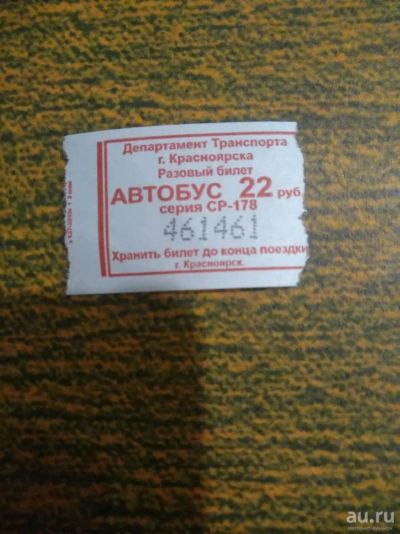 Департамент Транспорта
г. Красноярска
Разовый билет
АВТОБУС 22 руб.
серия СР-178
461461
Хранить билет до конца поездки
г. Красноярск.
au.ru